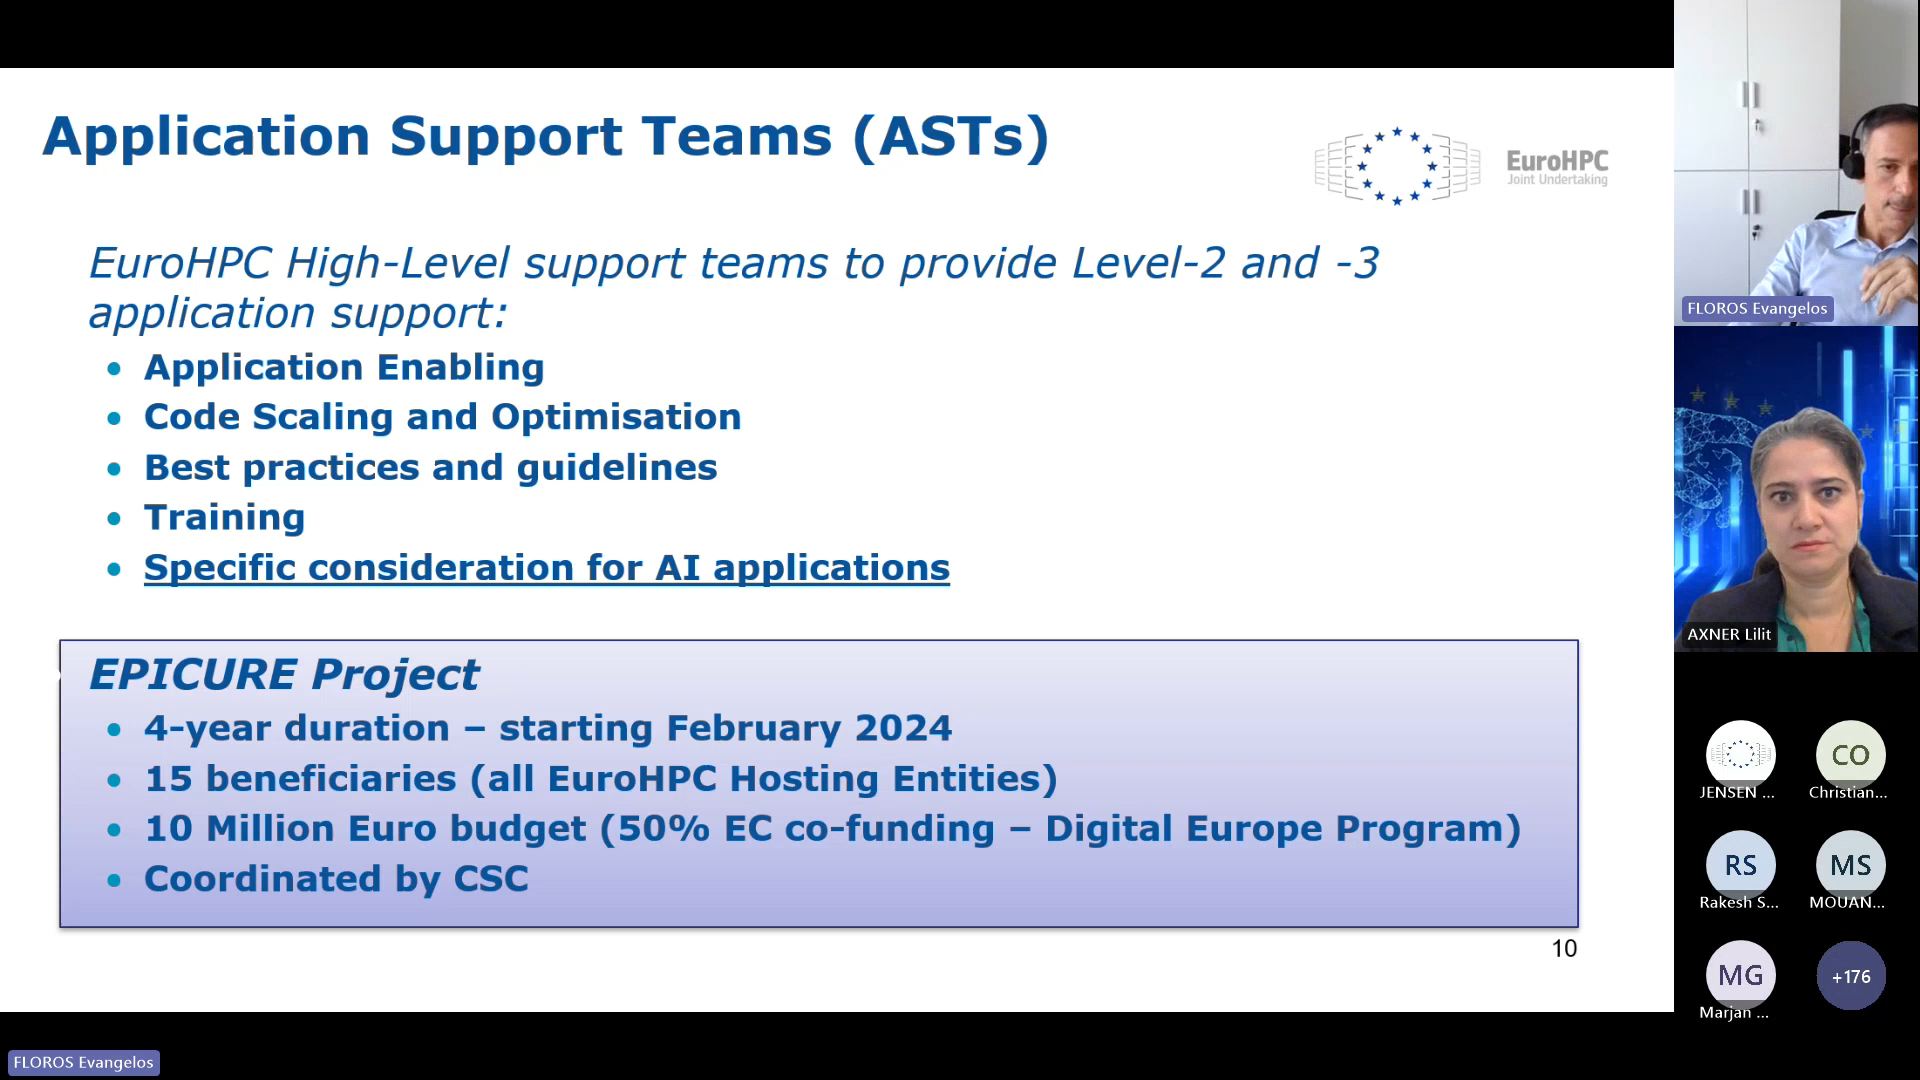 Application Support Teams (ASTs)
EuroHPC
Joint Undertaking
EuroHPC High-Level support teams to provide Level-2 and -3
application support:
• Application Enabling
• Code Scaling and Optimisation
• Best practices and guidelines
• Training
• Specific consideration for AI applications
EPICURE Project
• 4-year duration – starting February 2024
• 15 beneficiaries (all EuroHPC Hosting Entities)
• 10 Million Euro budget (50% EC co-funding – Digital Europe Program)
• Coordinated by CSC
10
FLOROS Evangelos
AXNER Lilit
JENSEN ...
CO
Christian...
RS
Rakesh S...
MS
MOUAN...
MG
Marjan ...
+176
FLOROS Evangelos